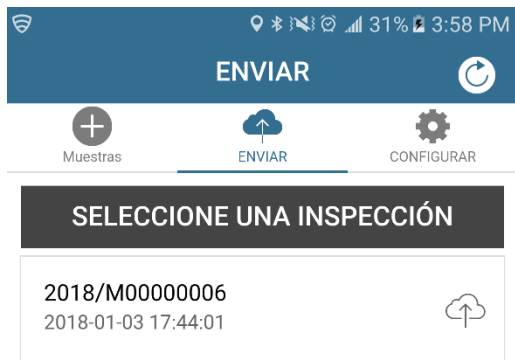 31% 3:58 PM
ENVIAR
Muestras ENVIAR CONFIGURAR
SELECCIONE UNA INSPECCIÓN
2018/M00000006
2018-01-03 17:44:01